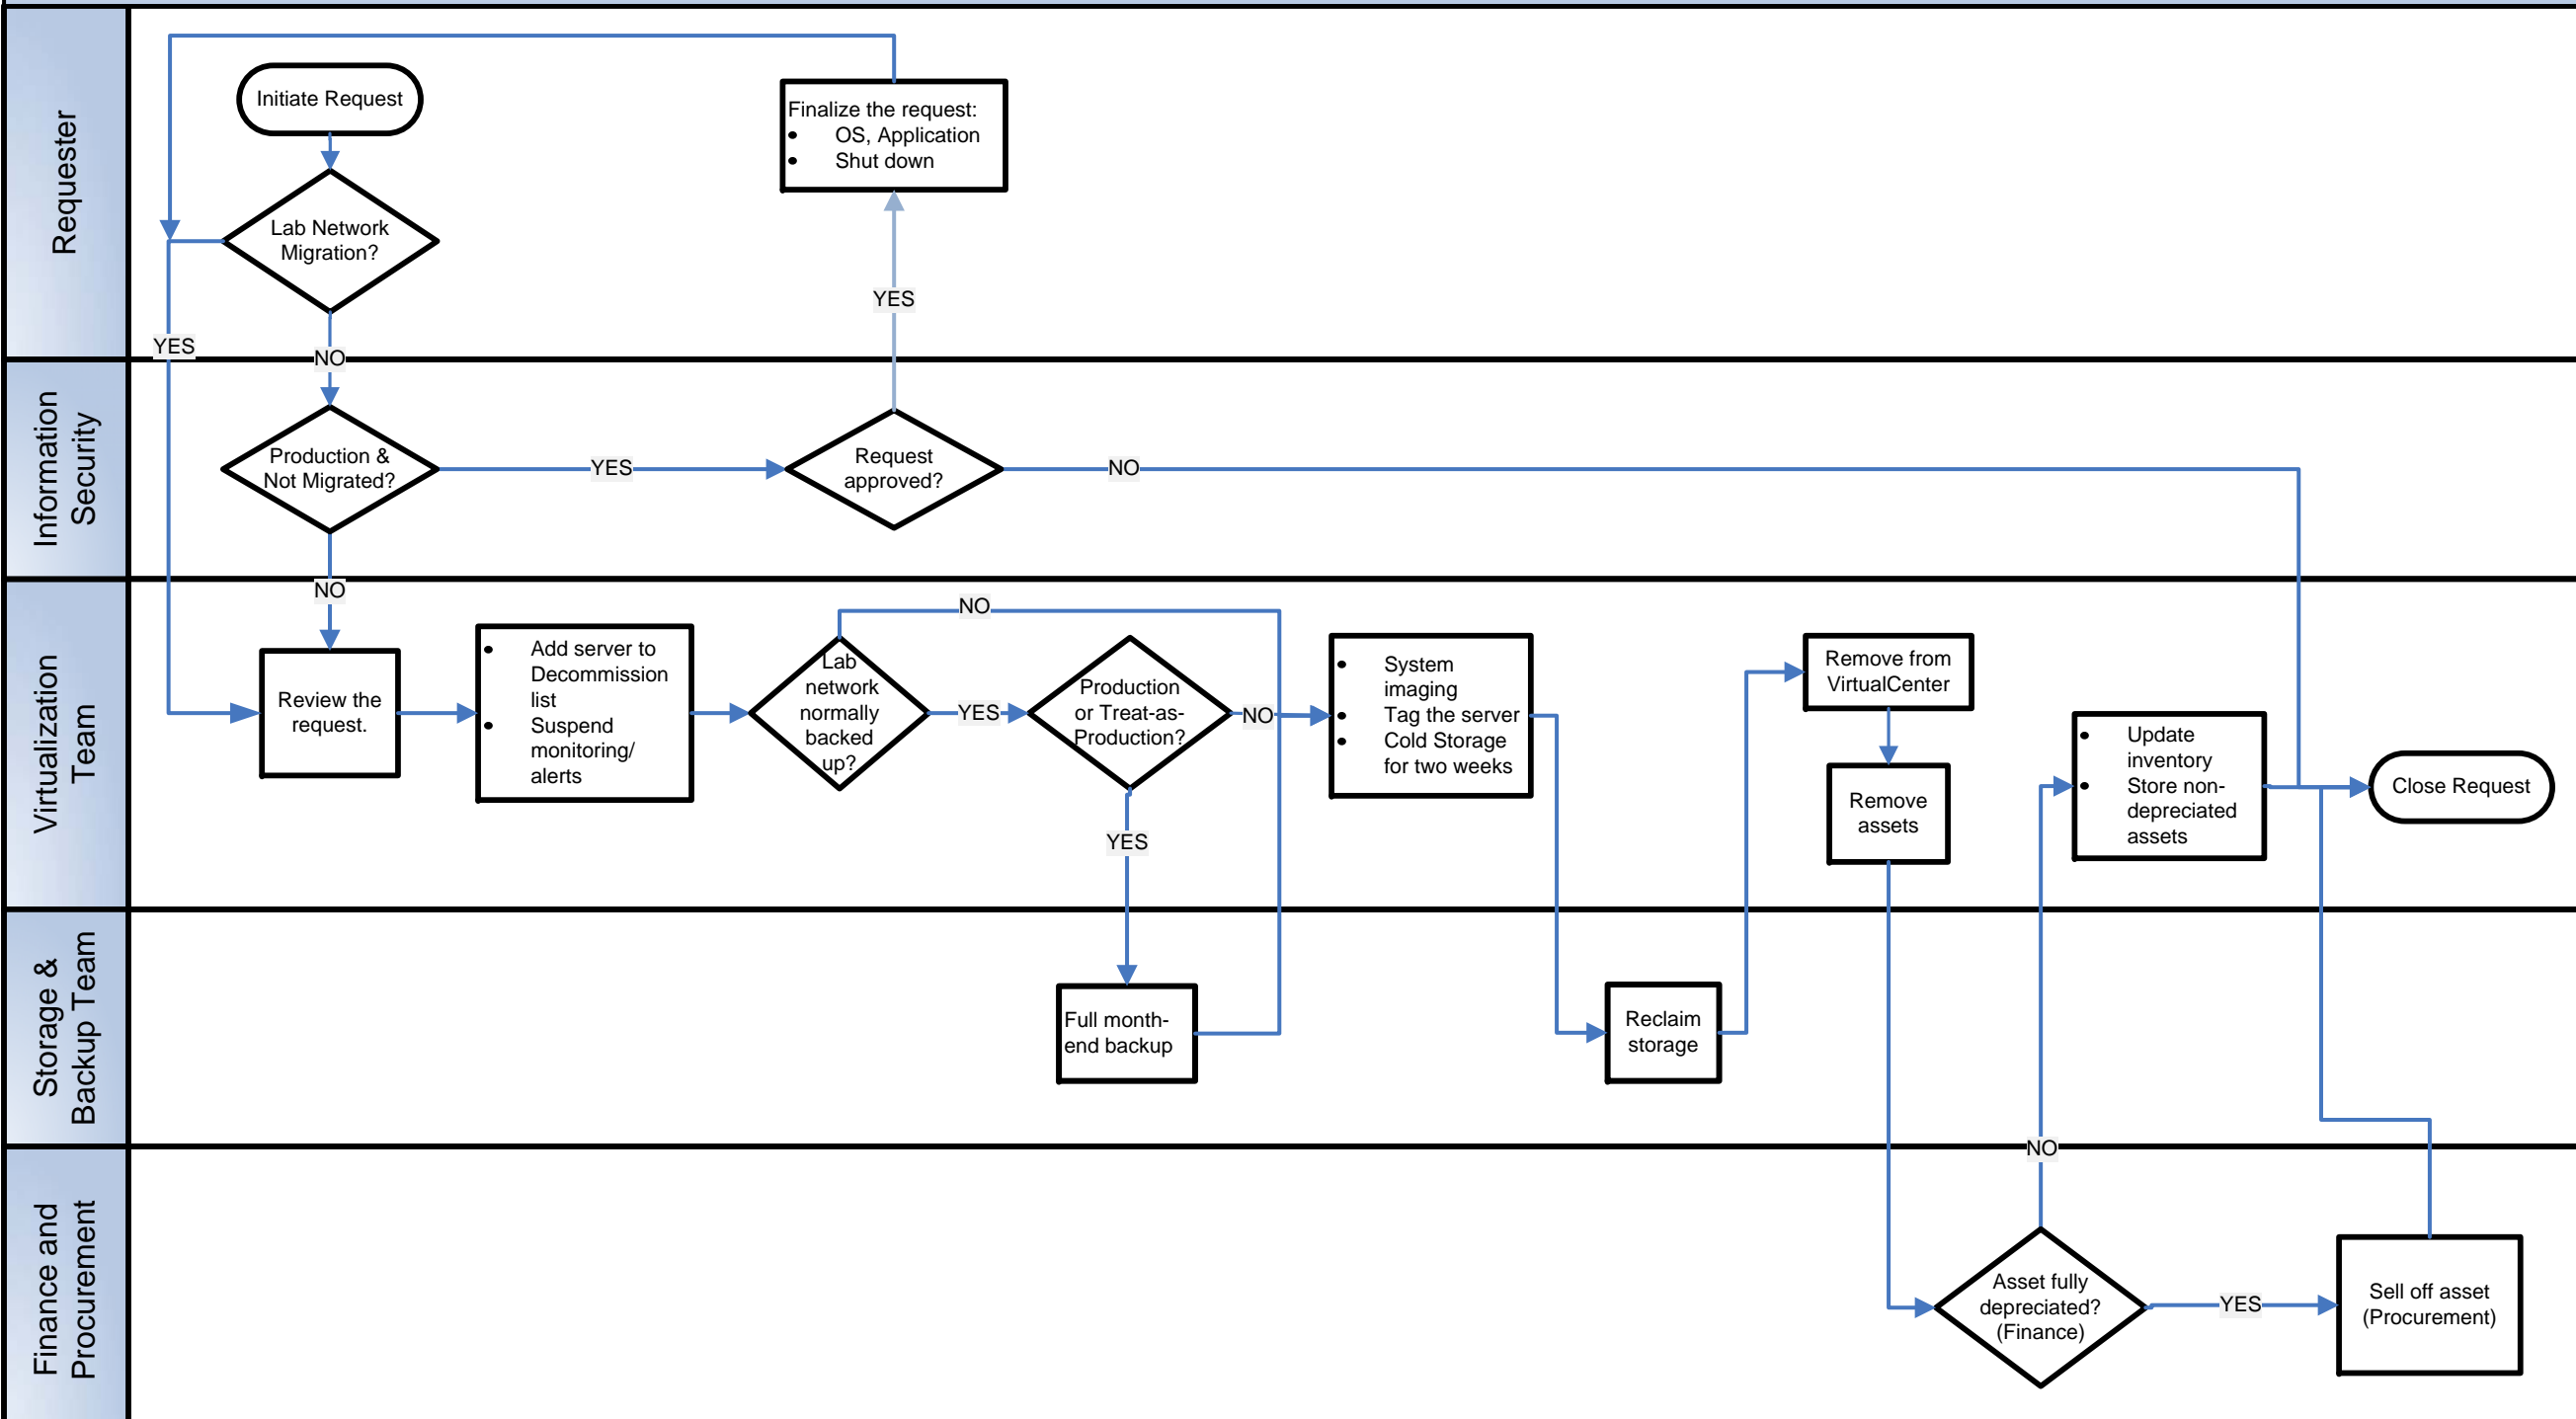 Requester
Initiate Request
Finalize the request:
• OS, Application
• Shut down
Lab Network
Migration?
YES
YES
NO
Information
Security
Production &
Not Migrated?
YES
Request
approved?
NO
NO
Virtualization
Team
Review the
request.
• Add server to
Decommission
list
• Suspend
monitoring/
alerts
NO
Lab
network
normally
backed
up?
YES
Production
or Treat-as-
Production?
NO
YES
• System
imaging
• Tag the server
• Cold Storage
for two weeks
Remove from
VirtualCenter
Remove
assets
• Update
inventory
• Store non-
depreciated
assets
Close Request
Storage &
Backup Team
Full month-
end backup
Reclaim
storage
NO
Finance and
Procurement
Asset fully
depreciated?
(Finance)
YES
Sell off asset
(Procurement)